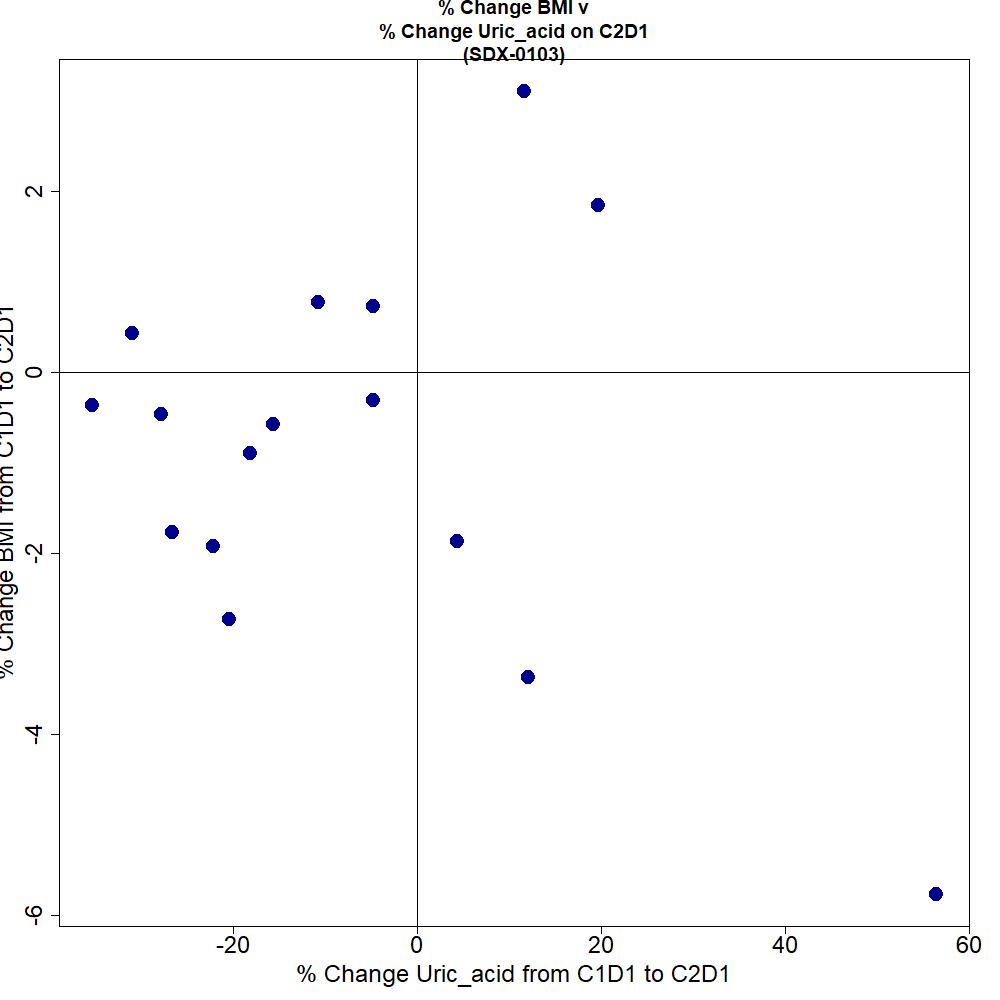 % Change BMI v
% Change Uric_acid on C2D1
(SDX-0103)
2
0
-2
-4
-6
% Change BMI from C1D1 to C2D1
-20
0
20
40
60
% Change Uric_acid from C1D1 to C2D1